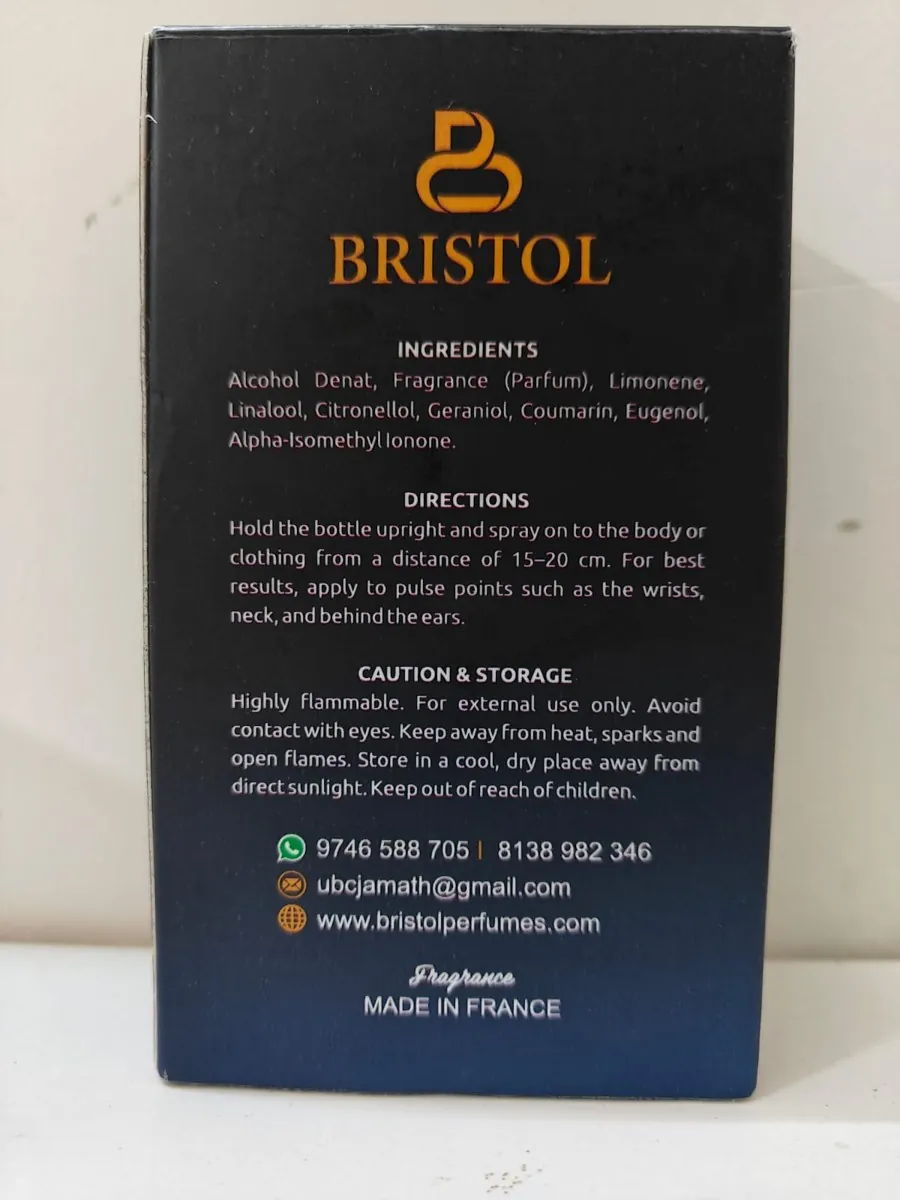 BRISTOL
INGREDIENTS
Alcohol Denat, Fragrance (Parfum), Limonene,
Linalool, Citronellol, Geraniol, Coumarin, Eugenol,
Alpha-Isomethyl Ionone.
DIRECTIONS
Hold the bottle upright and spray on to the body or
clothing from a distance of 15–20 cm. For best
results, apply to pulse points such as the wrists,
neck, and behind the ears.
CAUTION & STORAGE
Highly flammable. For external use only. Avoid
contact with eyes. Keep away from heat, sparks and
open flames. Store in a cool, dry place away from
direct sunlight. Keep out of reach of children.
9746 588 705 | 8138 982 346
ubcjamath@gmail.com
www.bristolperfumes.com
Fragrance
MADE IN FRANCE